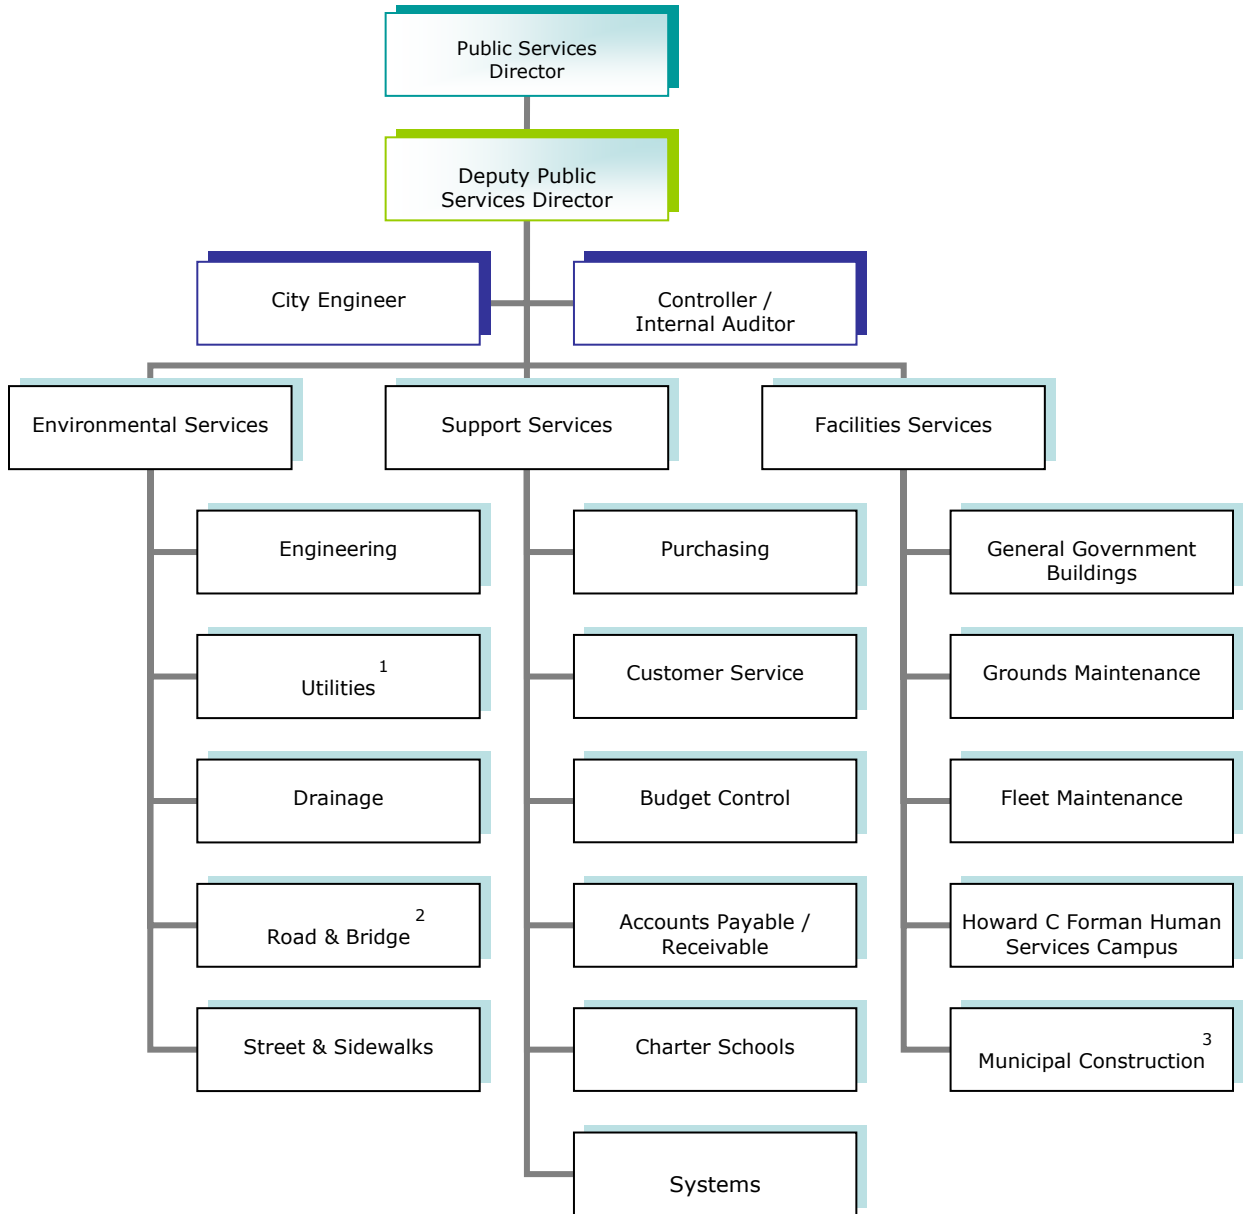 Public Services
Director
Deputy Public
Services Director
City Engineer
Controller /
Internal Auditor
Environmental Services
Support Services
Facilities Services
Engineering
Purchasing
General Government
Buildings
Utilities 1
Customer Service
Grounds Maintenance
Drainage
Budget Control
Fleet Maintenance
Road & Bridge 2
Accounts Payable /
Receivable
Howard C Forman Human
Services Campus
Street & Sidewalks
Charter Schools
Municipal Construction 3
Systems